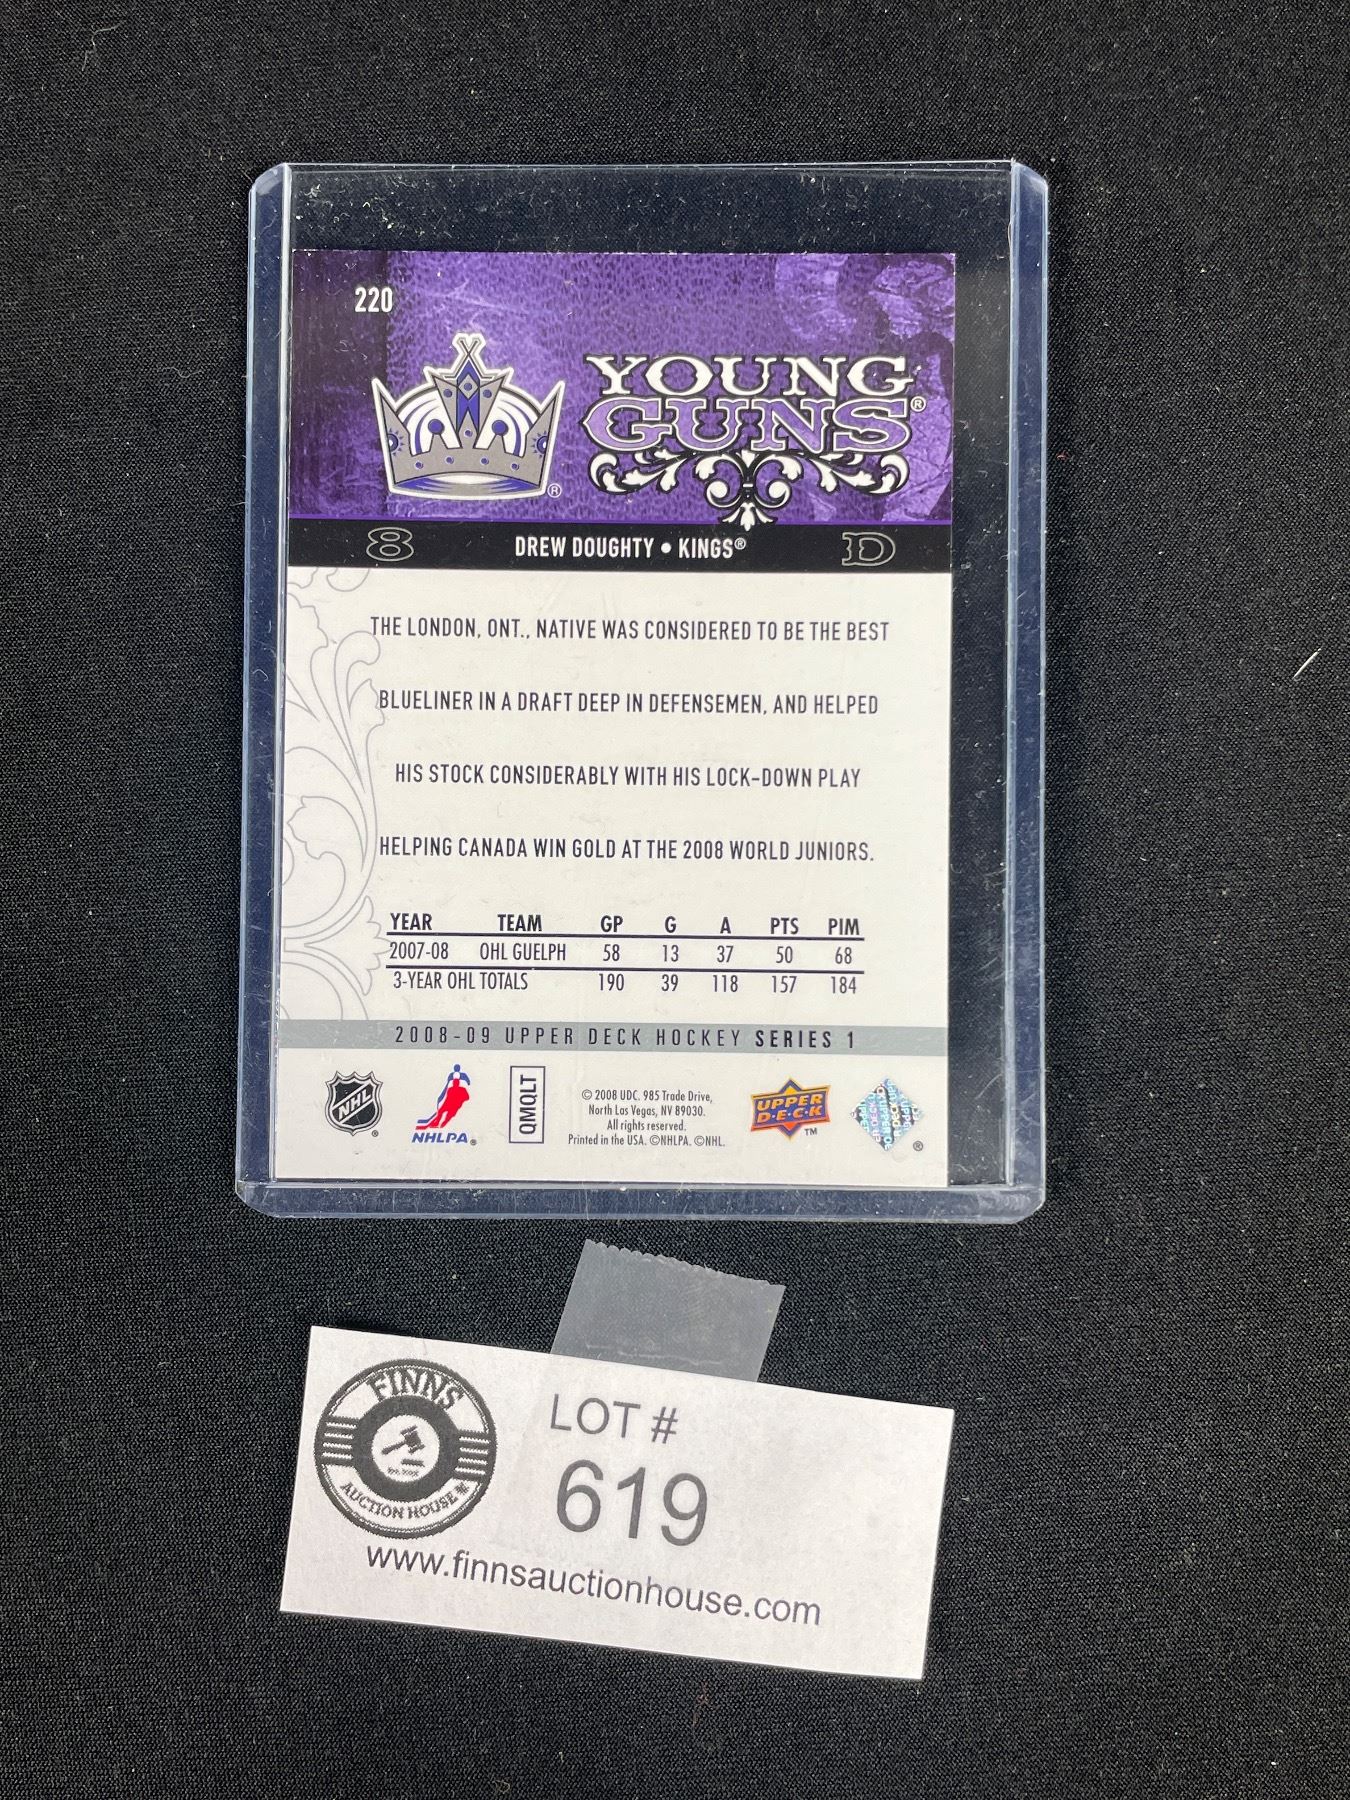 220
YOUNG
GUNS®
®
8 DREW DOUGHTY • KINGS® D
THE LONDON, ONT., NATIVE WAS CONSIDERED TO BE THE BEST
BLUELINER IN A DRAFT DEEP IN DEFENSEMEN, AND HELPED
HIS STOCK CONSIDERABLY WITH HIS LOCK-DOWN PLAY
HELPING CANADA WIN GOLD AT THE 2008 WORLD JUNIORS.
YEAR TEAM GP G A PTS PIM
2007-08 OHL GUELPH 58 13 37 50 68
3-YEAR OHL TOTALS 190 39 118 157 184
2008-09 UPPER DECK HOCKEY SERIES 1
NHL ®
NHLPA®
QMQLT
© 2008 UDC. 985 Trade Drive,
North Las Vegas, NV 89030.
All rights reserved.
Printed in the USA. ©NHLPA. ©NHL.
UPPER
D·E·C·K
TM
®
FINNS
AUCTION HOUSE
LOT #
619
www.finnsauctionhouse.com